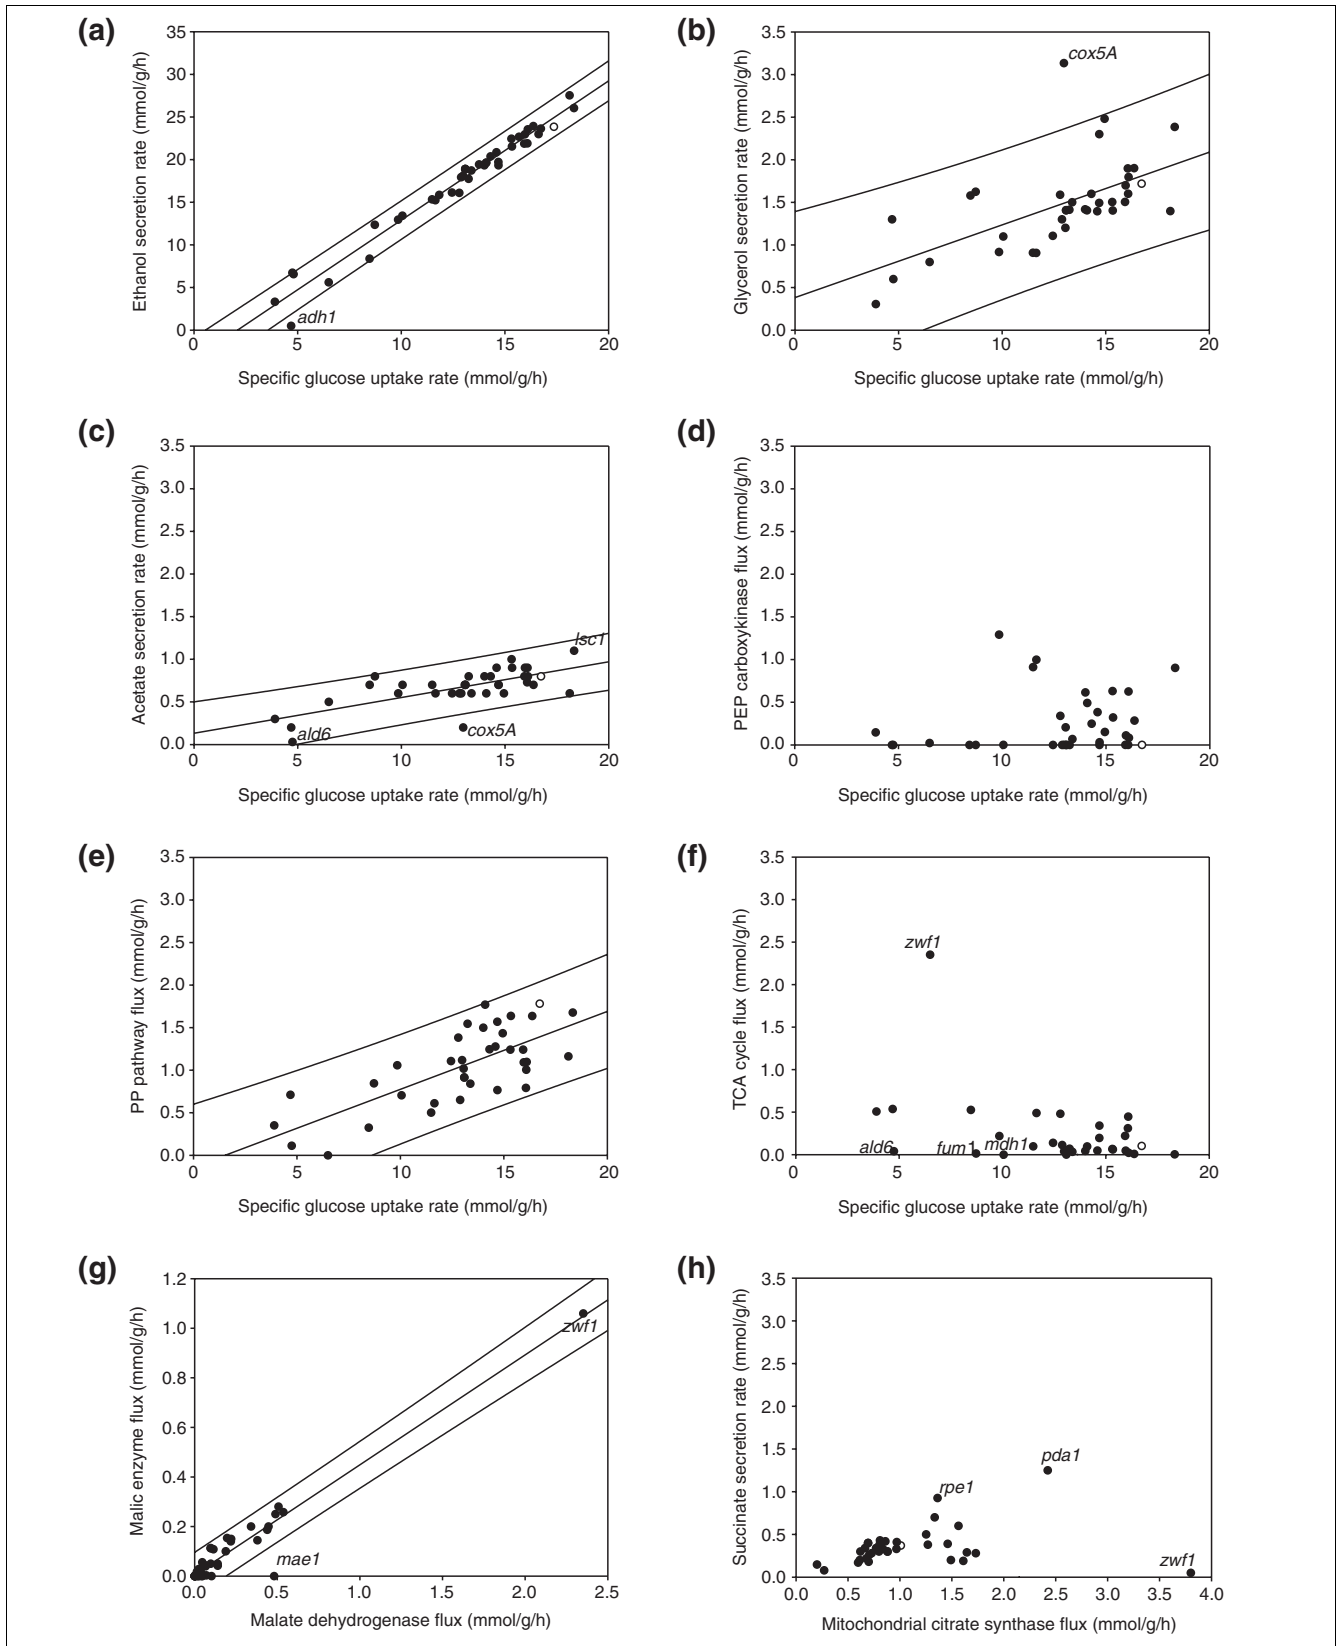 (a)
35
30
25
20
15
10
5
0
Ethanol secretion rate (mmol/g/h)
adh1
0 5 10 15 20
Specific glucose uptake rate (mmol/g/h)
(b)
3.5
3.0
2.5
2.0
1.5
1.0
0.5
0.0
Glycerol secretion rate (mmol/g/h)
cox5A
0 5 10 15 20
Specific glucose uptake rate (mmol/g/h)
(c)
3.5
3.0
2.5
2.0
1.5
1.0
0.5
0.0
Acetate secretion rate (mmol/g/h)
lsc1
ald6
cox5A
0 5 10 15 20
Specific glucose uptake rate (mmol/g/h)
(d)
3.5
3.0
2.5
2.0
1.5
1.0
0.5
0.0
PEP carboxykinase flux (mmol/g/h)
0 5 10 15 20
Specific glucose uptake rate (mmol/g/h)
(e)
3.5
3.0
2.5
2.0
1.5
1.0
0.5
0.0
PP pathway flux (mmol/g/h)
0 5 10 15 20
Specific glucose uptake rate (mmol/g/h)
(f)
3.5
3.0
2.5
2.0
1.5
1.0
0.5
0.0
TCA cycle flux (mmol/g/h)
zwf1
ald6 fum1 mdh1
0 5 10 15 20
Specific glucose uptake rate (mmol/g/h)
(g)
1.2
1.0
0.8
0.6
0.4
0.2
0.0
Malic enzyme flux (mmol/g/h)
zwf1
mae1
0.0 0.5 1.0 1.5 2.0 2.5
Malate dehydrogenase flux (mmol/g/h)
(h)
3.5
3.0
2.5
2.0
1.5
1.0
0.5
0.0
Succinate secretion rate (mmol/g/h)
pda1
rpe1
zwf1
0.0 0.5 1.0 1.5 2.0 2.5 3.0 3.5 4.0
Mitochondrial citrate synthase flux (mmol/g/h)